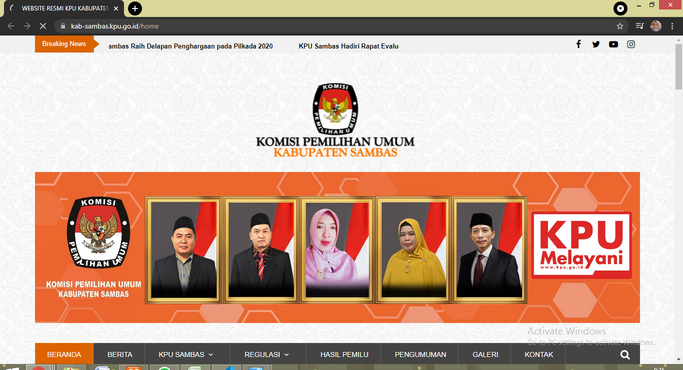 WEBSITE RESMI KPU KABUPATEN
kab-sambas.kpu.go.id/home
Breaking News
ambas Raih Delapan Penghargaan pada Pilkada 2020
KPU Sambas Hadiri Rapat Evalu
KOMISI
PEMILIHAN UMUM
KOMISI PEMILIHAN UMUM
KABUPATEN SAMBAS
KOMISI
PEMILIHAN UMUM
KOMISI PEMILIHAN UMUM
KABUPATEN SAMBAS
KPU
Melayani
www.kpu.go.id
Activate Windows
Go to PC settings to activate Windows.
BERANDA
BERITA
KPU SAMBAS
REGULASI
HASIL PEMILU
PENGUMUMAN
GALERI
KONTAK